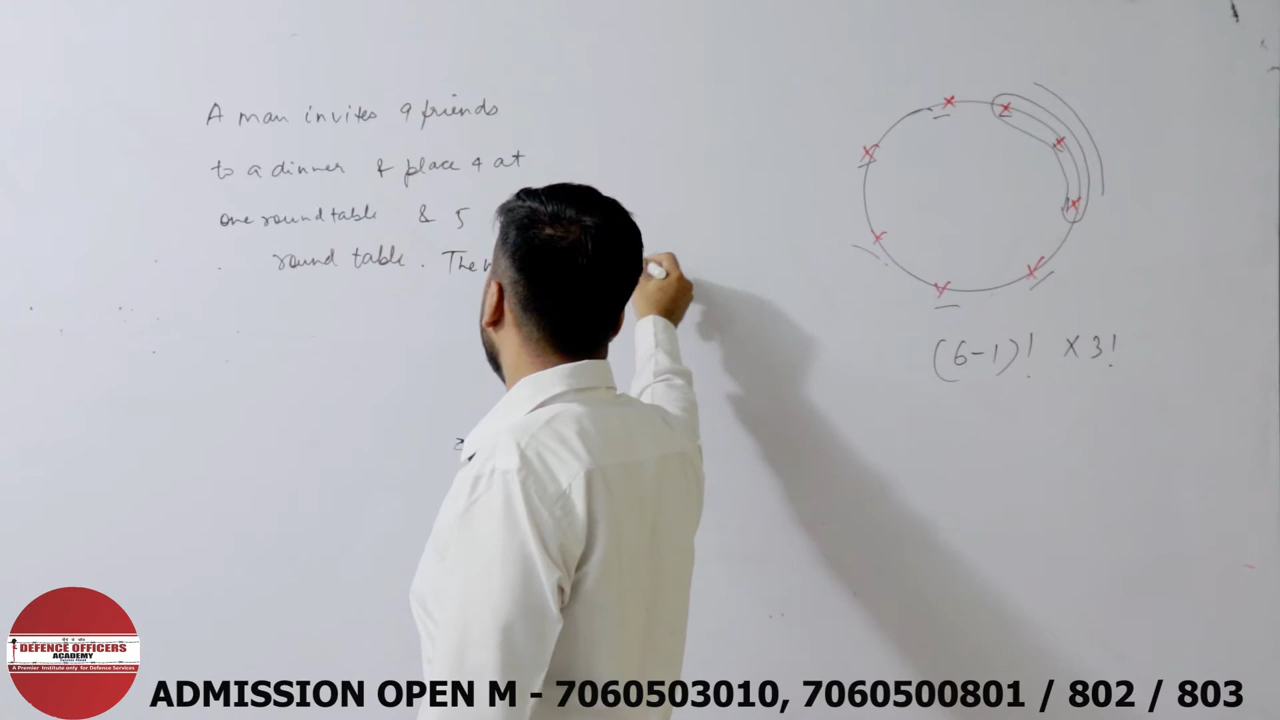 A man invites 9 friends
to a dinner & place 4 at
one round table & 5
round table. Then
(6-1)! × 3!
DEFENCE OFFICERS
ACADEMY
A Premier Institute only for Defence Services
ADMISSION OPEN M - 7060503010, 7060500801 / 802 / 803